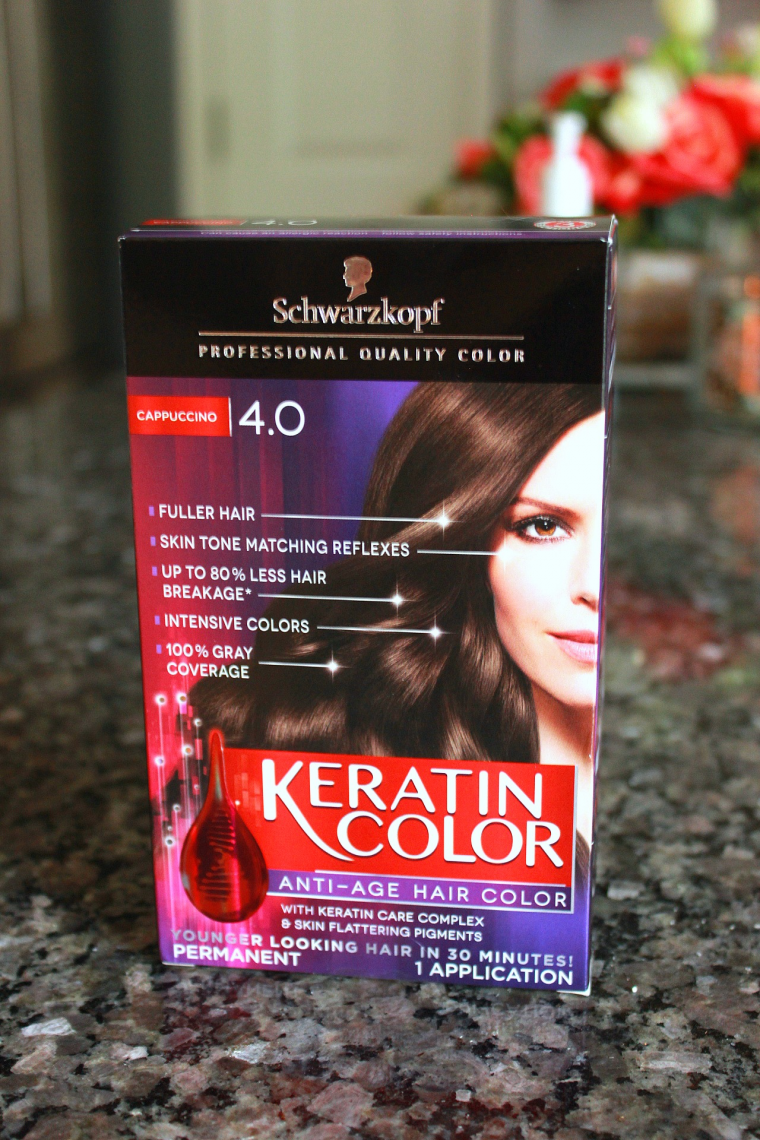 CAPPUCCINO 4.0
Schwarzkopf
PROFESSIONAL QUALITY COLOR
CAPPUCCINO 4.0
FULLER HAIR
SKIN TONE MATCHING REFLEXES
UP TO 80% LESS HAIR
BREAKAGE*
INTENSIVE COLORS
100% GRAY
COVERAGE
KERATIN
COLOR
ANTI-AGE HAIR COLOR
WITH KERATIN CARE COMPLEX
& SKIN FLATTERING PIGMENTS
YOUNGER LOOKING HAIR IN 30 MINUTES!
PERMANENT
1 APPLICATION